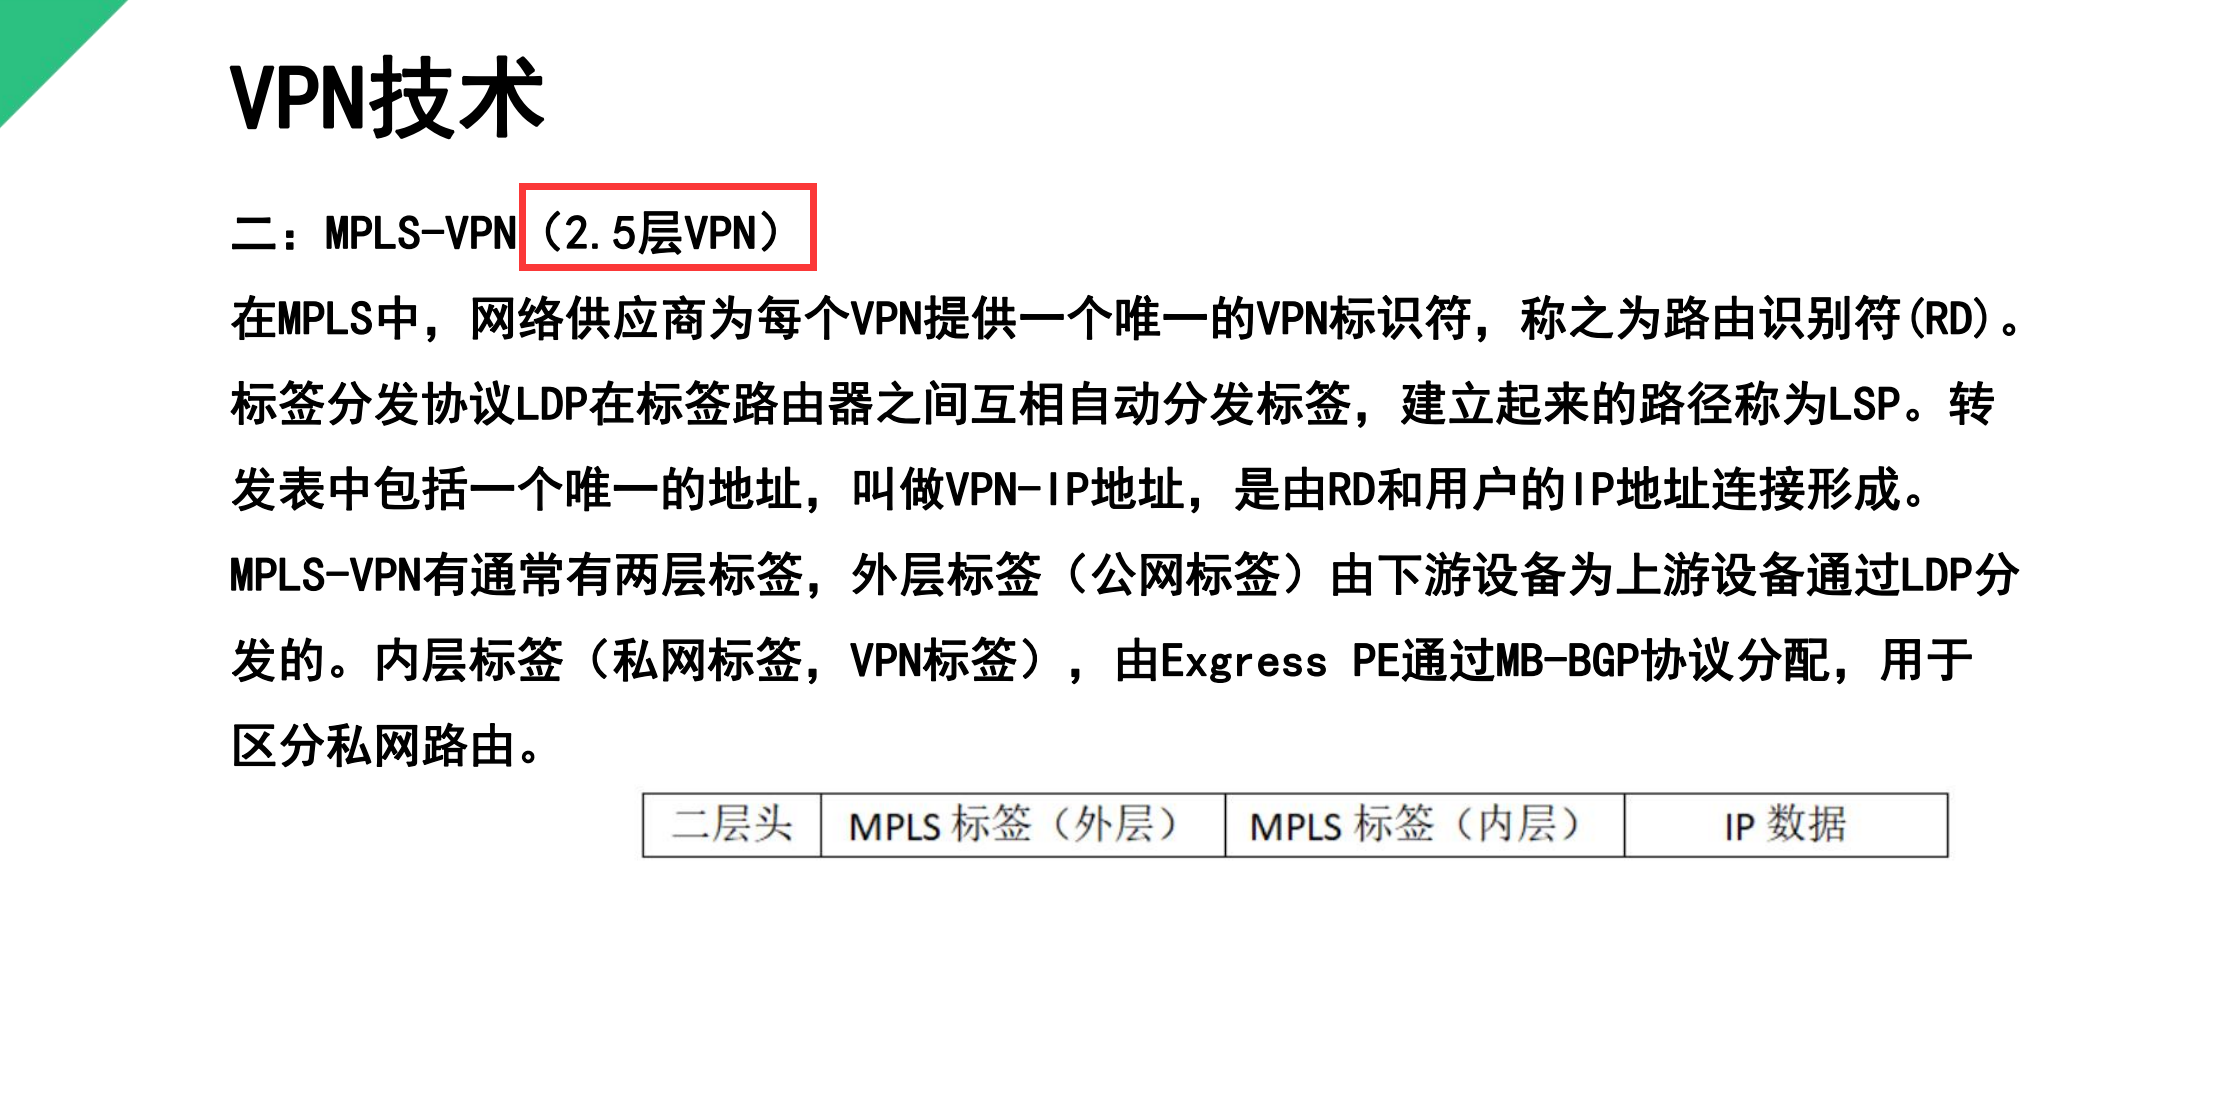 VPN技术
二：MPLS-VPN（2.5层VPN）
在MPLS中，网络供应商为每个VPN提供一个唯一的VPN标识符，称之为路由识别符(RD)。
标签分发协议LDP在标签路由器之间互相自动分发标签，建立起来的路径称为LSP。转
发表中包括一个唯一的地址，叫做VPN-IP地址，是由RD和用户的IP地址连接形成。
MPLS-VPN有通常有两层标签，外层标签（公网标签）由下游设备为上游设备通过LDP分
发的。内层标签（私网标签，VPN标签），由Exgress PE通过MB-BGP协议分配，用于
区分私网路由。
二层头 MPLS 标签（外层） MPLS 标签（内层） IP 数据